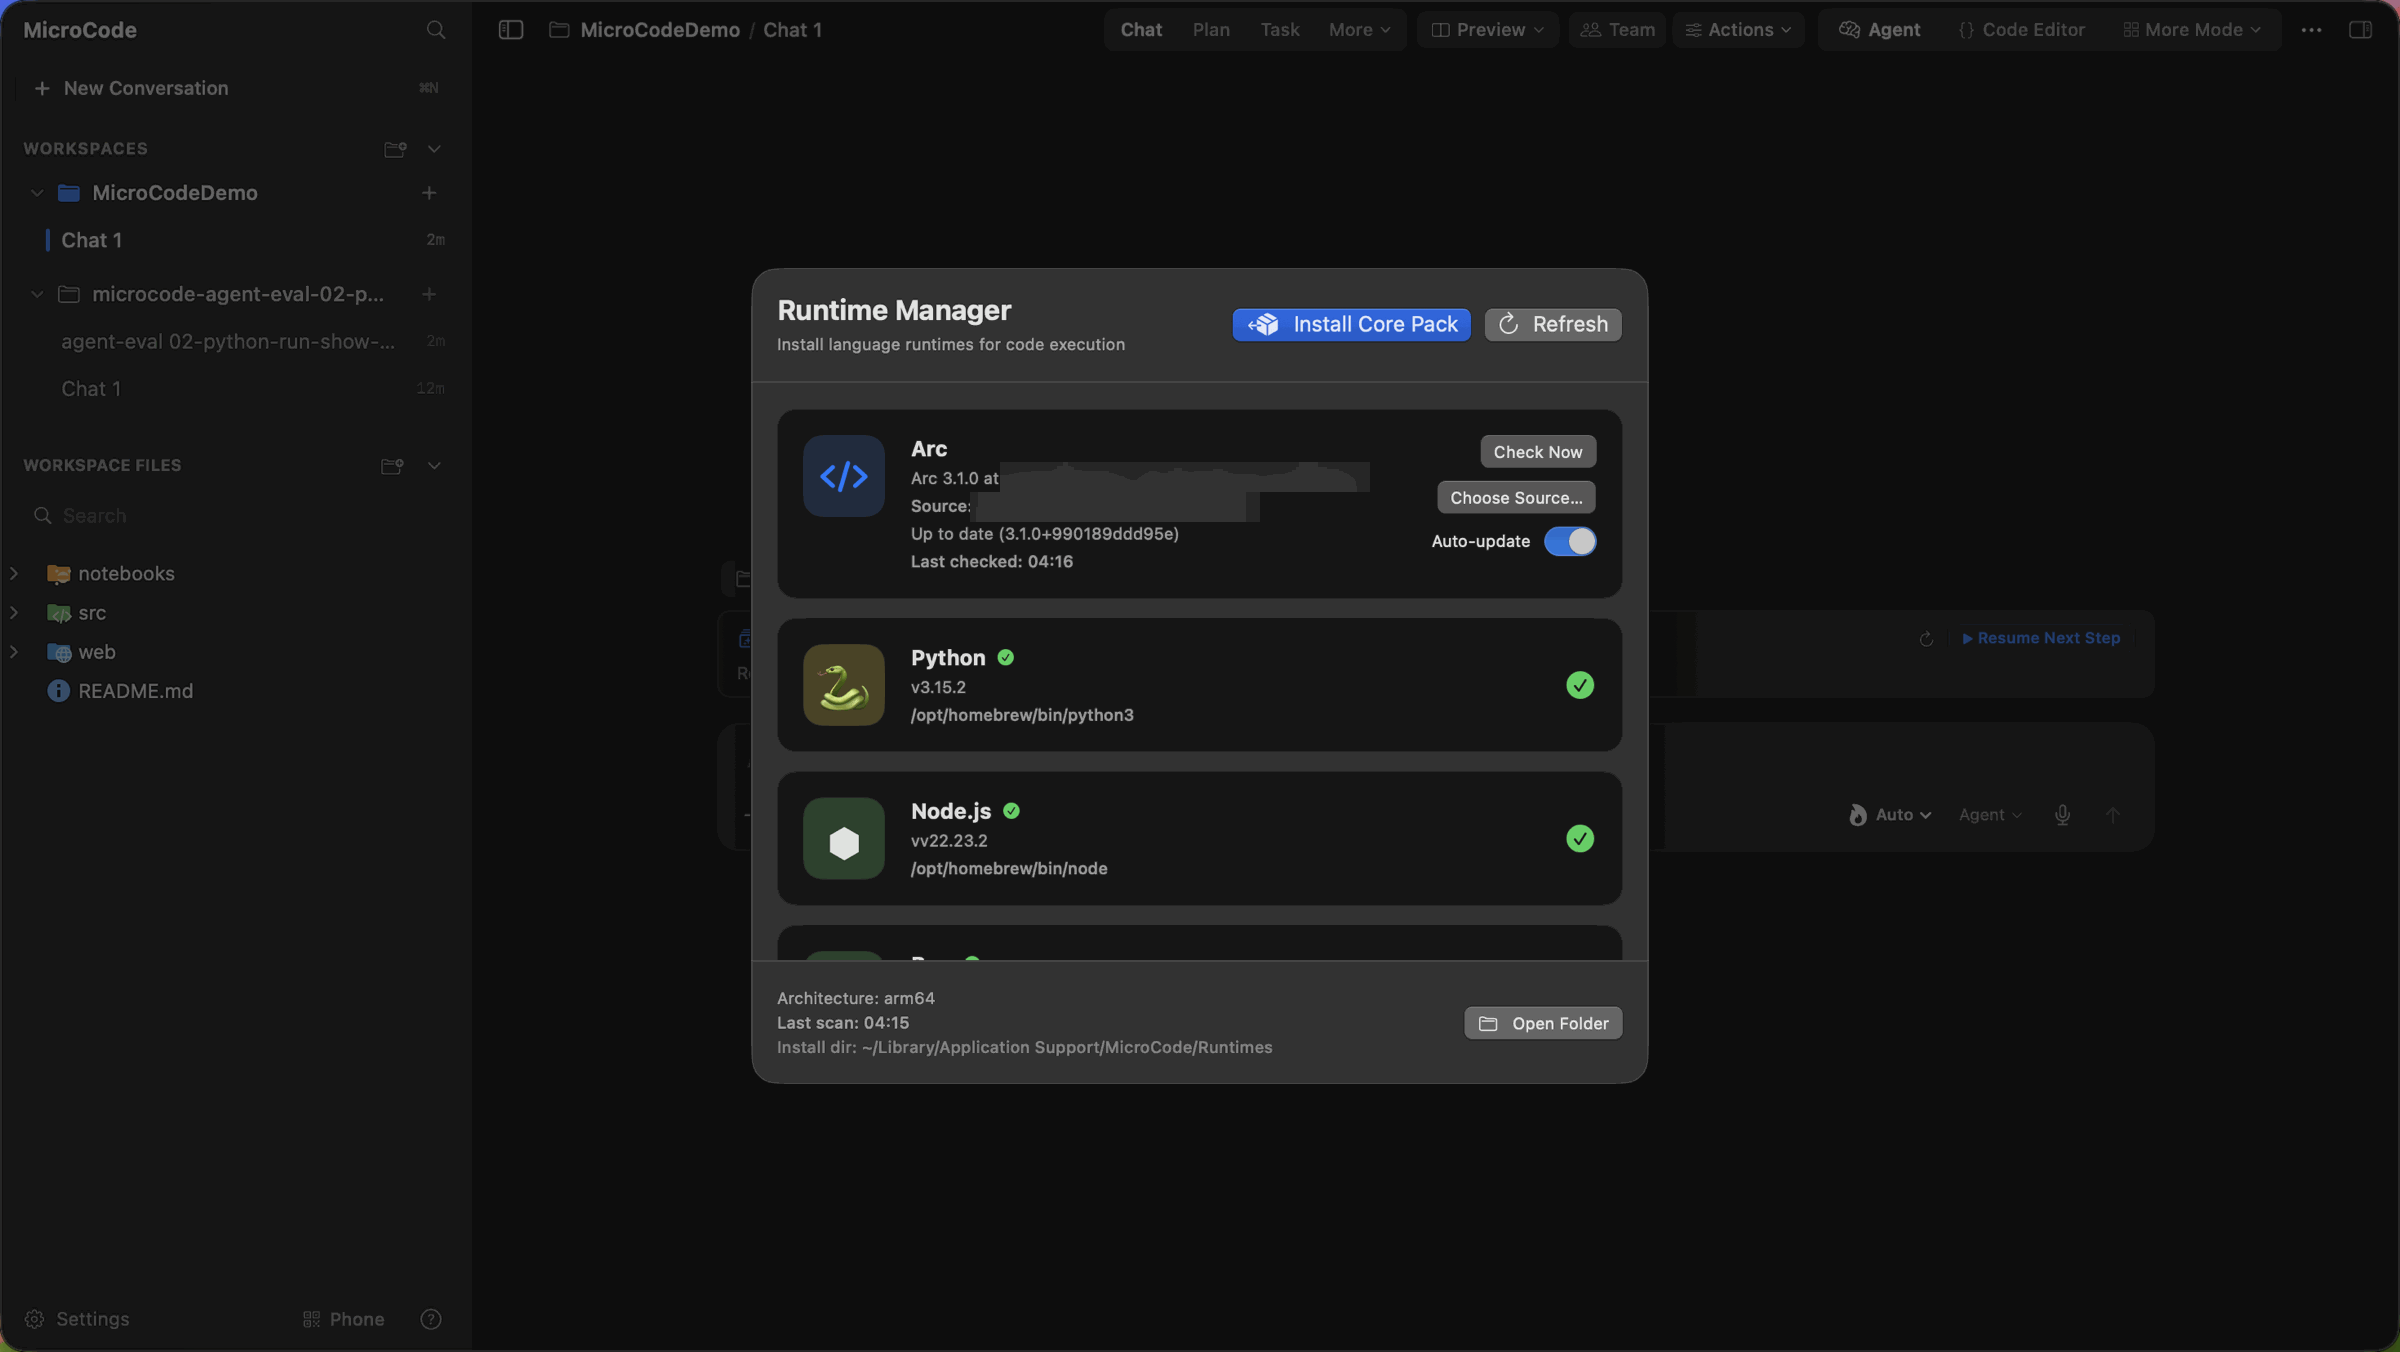 MicroCode
New Conversation ⌘N
WORKSPACES
MicroCodeDemo
Chat 1 2m
microcode-agent-eval-02-p...
agent-eval 02-python-run-show-... 2m
Chat 1 12m
WORKSPACE FILES
Search
notebooks
src
web
README.md
Settings Phone ?
MicroCodeDemo / Chat 1 Chat Plan Task More Preview Team Actions Agent {} Code Editor More Mode ...
Runtime Manager
Install language runtimes for code execution
Install Core Pack Refresh
Arc
Arc 3.1.0 at
Source:
Up to date (3.1.0+990189ddd95e)
Last checked: 04:16
Check Now
Choose Source...
Auto-update
Python
v3.15.2
/opt/homebrew/bin/python3
Node.js
vv22.23.2
/opt/homebrew/bin/node
Architecture: arm64
Last scan: 04:15
Install dir: ~/Library/Application Support/MicroCode/Runtimes
Open Folder
Resume Next Step
Auto Agent